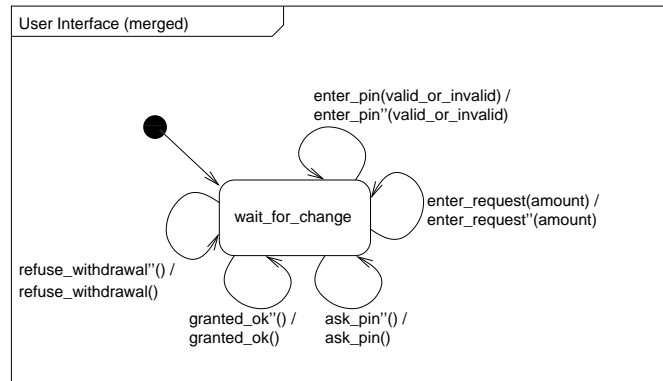 User Interface (merged)
enter_pin(valid_or_invalid) /
enter_pin"(valid_or_invalid)
enter_request(amount) /
enter_request"(amount)
wait_for_change
refuse_withdrawal"() /
refuse_withdrawal()
granted_ok"() /
granted_ok()
ask_pin"() /
ask_pin()